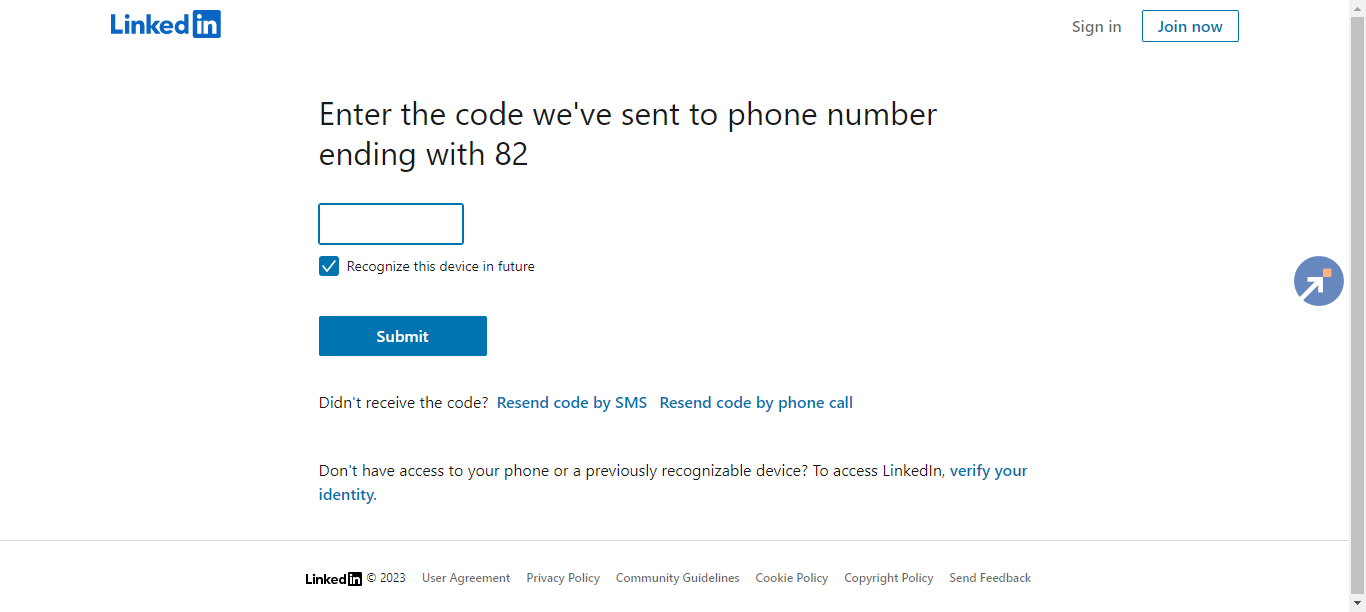 LinkedIn
Sign in
Join now
Enter the code we've sent to phone number
ending with 82
Recognize this device in future
Submit
Didn't receive the code? Resend code by SMS Resend code by phone call
Don't have access to your phone or a previously recognizable device? To access LinkedIn, verify your
identity.
LinkedIn © 2023 User Agreement Privacy Policy Community Guidelines Cookie Policy Copyright Policy Send Feedback